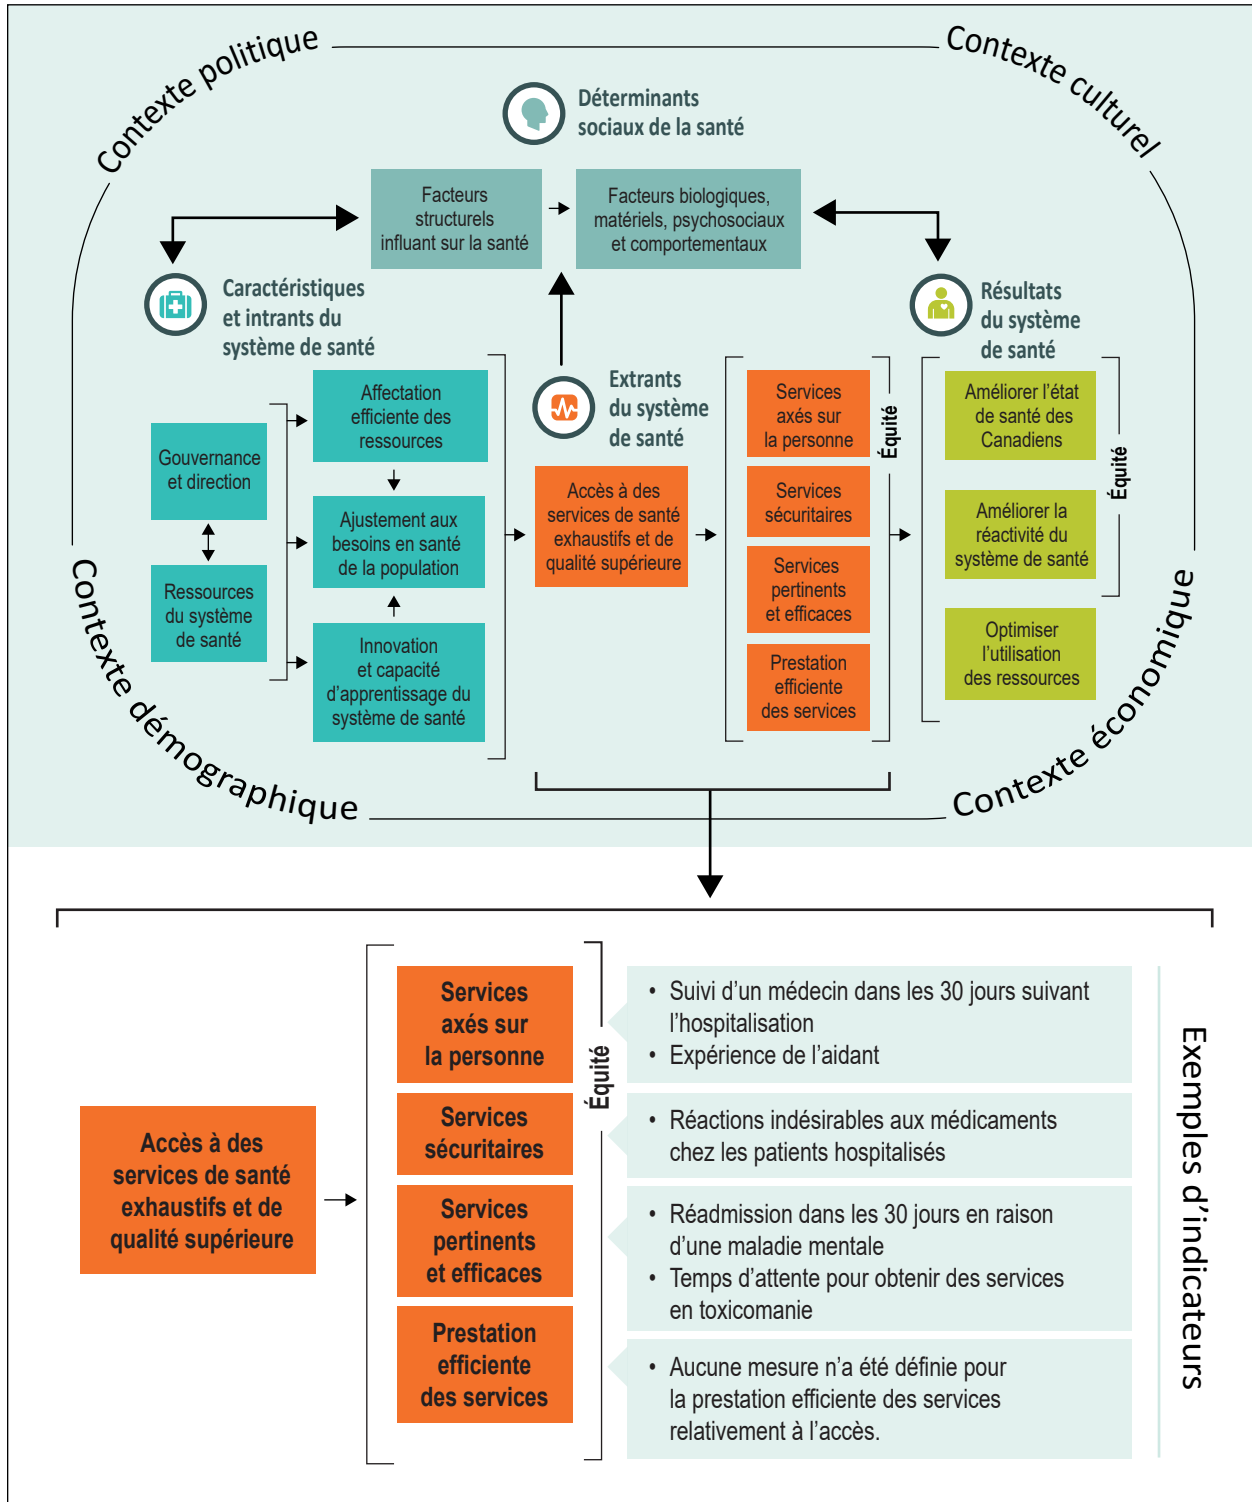 Contexte politique
Contexte culturel
Déterminants
sociaux de la santé
Facteurs
structurels
influant sur la santé
Facteurs biologiques,
matériels, psychosociaux
et comportementaux
Caractéristiques
et intrants du
système de santé
Gouvernance
et direction
Ressources
du système
de santé
Affectation
efficiente des
ressources
Ajustement aux
besoins en santé
de la population
Innovation
et capacité
d'apprentissage du
système de santé
Extrants
du système
de santé
Accès à des
services de santé
exhaustifs et de
qualité supérieure
Services
axés sur
la personne
Services
sécuritaires
Services
pertinents
et efficaces
Prestation
efficiente
des services
Équité
Résultats
du système
de santé
Améliorer l’état
de santé des
Canadiens
Améliorer la
réactivité du
système de santé
Optimiser
l’utilisation
des ressources
Équité
Contexte démographique
Contexte économique
Accès à des
services de santé
exhaustifs et de
qualité supérieure
Services
axés sur
la personne
Services
sécuritaires
Services
pertinents
et efficaces
Prestation
efficiente
des services
Équité
• Suivi d’un médecin dans les 30 jours suivant
l’hospitalisation
• Expérience de l’aidant
• Réactions indésirables aux médicaments
chez les patients hospitalisés
• Réadmission dans les 30 jours en raison
d’une maladie mentale
• Temps d’attente pour obtenir des services
en toxicomanie
• Aucune mesure n’a été définie pour
la prestation efficiente des services
relativement à l’accès.
Exemples d’indicateurs